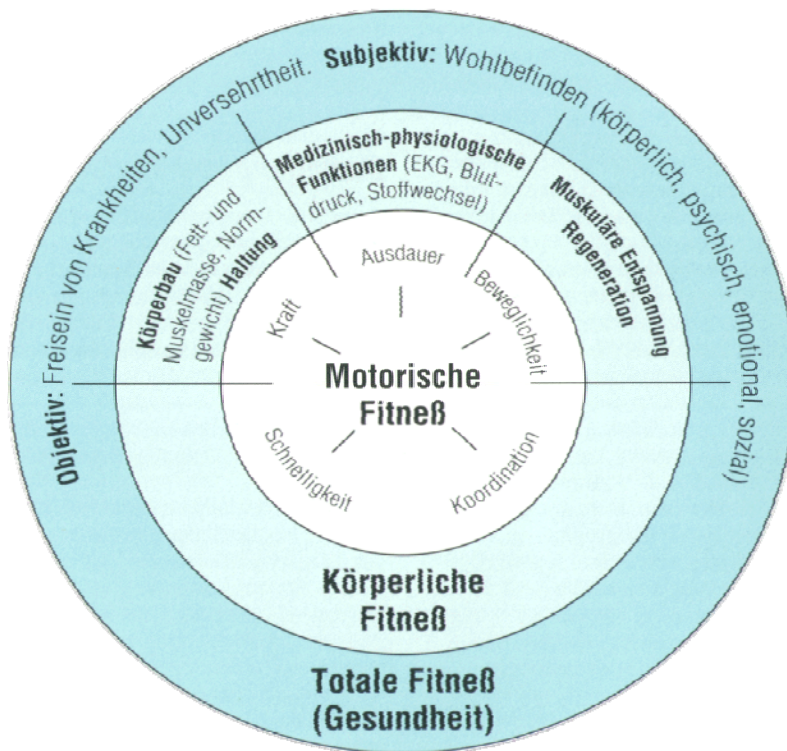 Objektiv: Freisein von Krankheiten, Unversehrtheit.
Subjektiv: Wohlbefinden (körperlich, psychisch, emotional, sozial)
Körperbau (Fett- und
Muskelmasse, Norm-
gewicht) Haltung
Medizinisch-physiologische
Funktionen (EKG, Blut-
druck, Stoffwechsel)
Muskuläre Entspannung
Regeneration
Ausdauer
Kraft
Beweglichkeit
Motorische
Fitneß
Schnelligkeit
Koordination
Körperliche
Fitneß
Totale Fitneß
(Gesundheit)